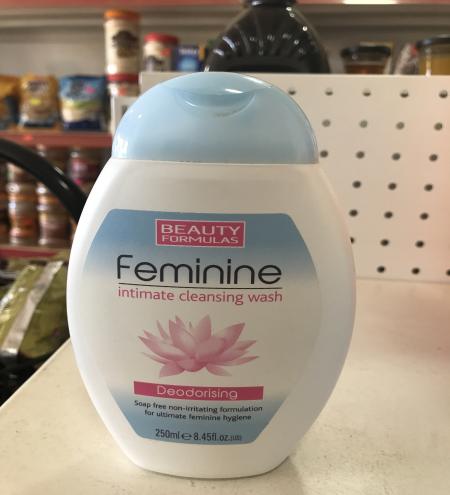 BEAUTY
FORMULAS
Feminine
intimate cleansing wash
Deodorising
Soap free non-irritating formulation
for ultimate feminine hygiene
250ml ℮ 8.45fl.oz.(US)